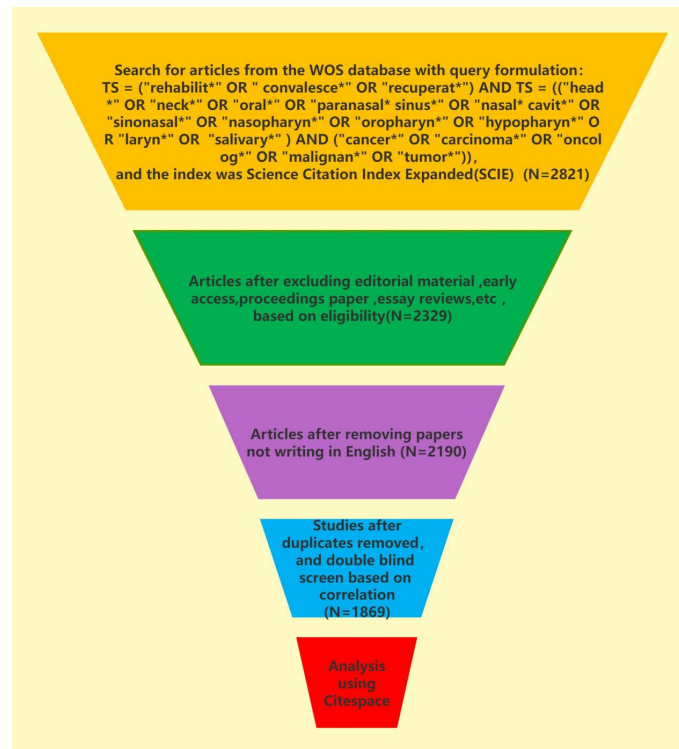 Search for articles from the WOS database with query formulation:
TS = ("rehabilit*" OR " convalesce*" OR "recuperat*") AND TS = (("head
*" OR "neck*" OR "oral*" OR "paranasal* sinus*" OR "nasal* cavit*" OR
"sinonasal*" OR "nasopharyn*" OR "oropharyn*" OR "hypopharyn*" O
R "laryn*" OR  "salivary*" ) AND ("cancer*" OR "carcinoma*" OR "oncol
og*" OR "malignan*" OR "tumor*")),
and the index was Science Citation Index Expanded(SCIE)  (N=2821)
Articles after excluding editorial material ,early
access,proceedings paper ,essay reviews,etc ,
based on eligibility(N=2329)
Articles after removing papers
not writing in English (N=2190)
Studies after
duplicates removed,
and double blind
screen based on
correlation
(N=1869)
Analysis
using
Citespace